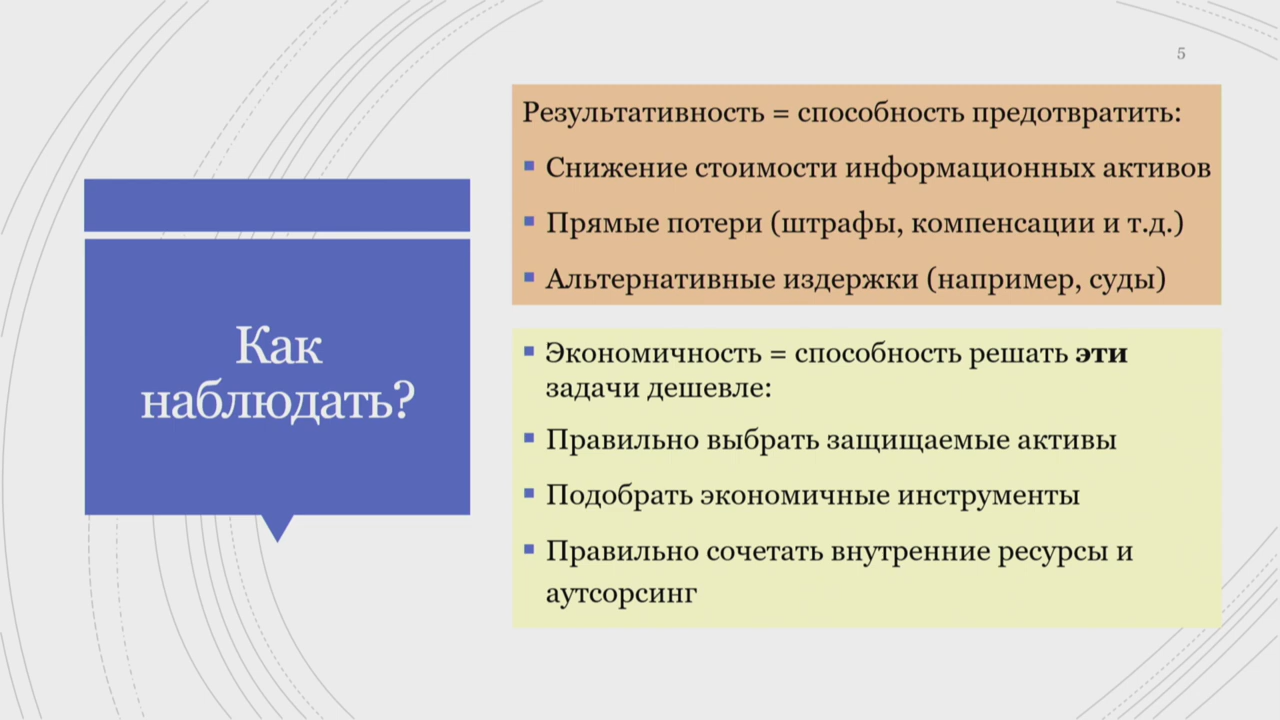 5
Как
наблюдать?
Результативность = способность предотвратить:
Снижение стоимости информационных активов
Прямые потери (штрафы, компенсации и т.д.)
Альтернативные издержки (например, суды)
Экономичность = способность решать эти
задачи дешевле:
Правильно выбрать защищаемые активы
Подобрать экономичные инструменты
Правильно сочетать внутренние ресурсы и
аутсорсинг